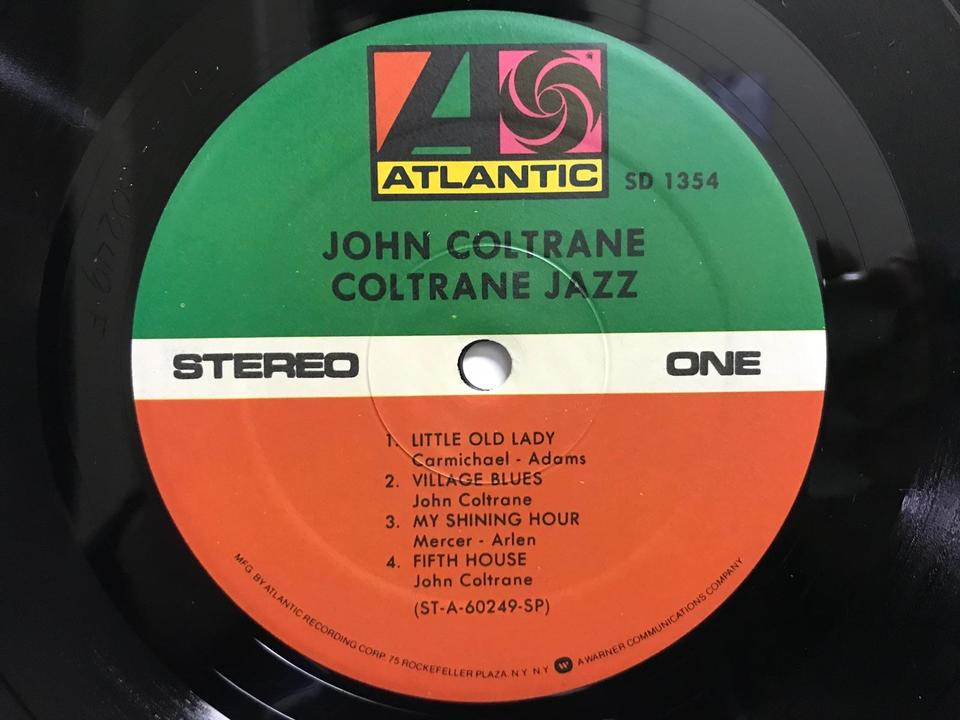 ATLANTIC
SD 1354
JOHN COLTRANE
COLTRANE JAZZ
STEREO
ONE
1. LITTLE OLD LADY
Carmichael - Adams
2. VILLAGE BLUES
John Coltrane
3. MY SHINING HOUR
Mercer - Arlen
4. FIFTH HOUSE
John Coltrane
(ST-A-60249-SP)
MFG. BY ATLANTIC RECORDING CORP. 75 ROCKEFELLER PLAZA. N.Y. N.Y. W A WARNER COMMUNICATIONS COMPANY